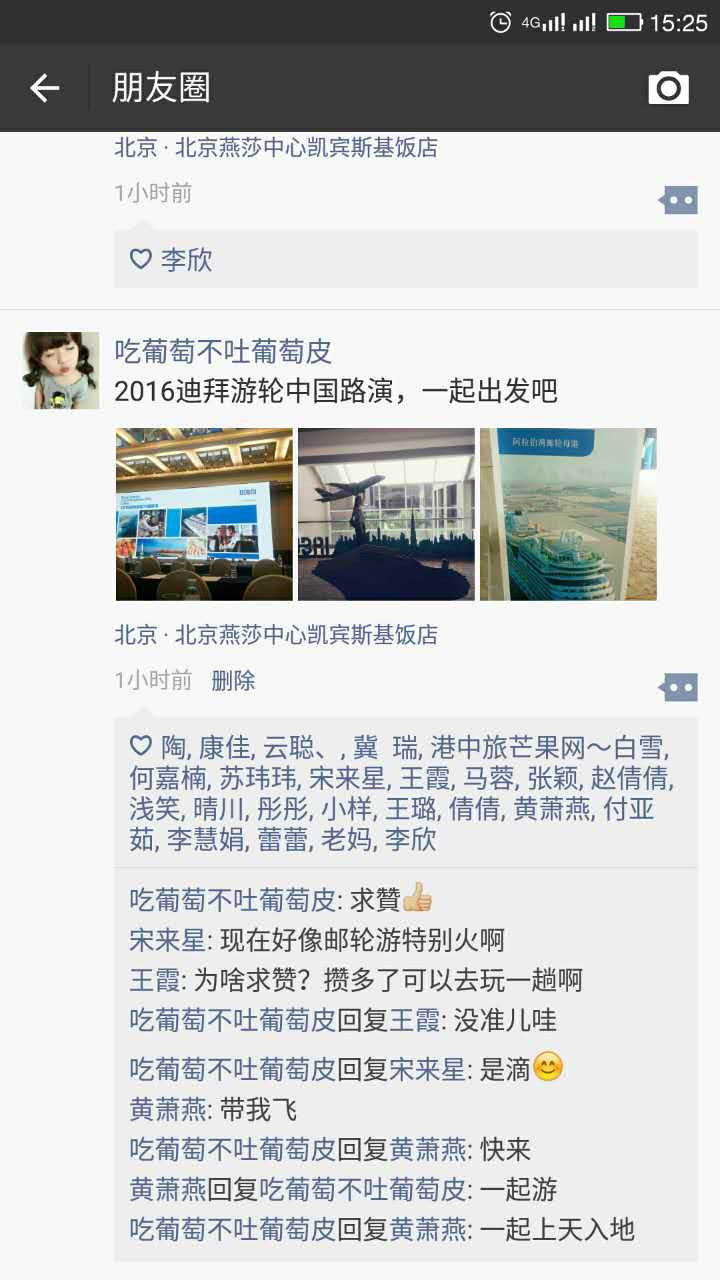 4G 15:25
朋友圈
北京 · 北京燕莎中心凯宾斯基饭店
1小时前
李欣
吃葡萄不吐葡萄皮
2016迪拜游轮中国路演，一起出发吧
阿拉伯湾邮轮母港
北京 · 北京燕莎中心凯宾斯基饭店
1小时前 删除
陶, 康佳, 云聪、, 冀 瑞, 港中旅芒果网～白雪,
何嘉楠, 苏玮玮, 宋来星, 王霞, 马蓉, 张颖, 赵倩倩,
浅笑, 晴川, 彤彤, 小样, 王璐, 倩倩, 黄萧燕, 付亚
茹, 李慧娟, 蕾蕾, 老妈, 李欣
吃葡萄不吐葡萄皮: 求赞👍
宋来星: 现在好像邮轮游特别火啊
王霞: 为啥求赞？攒多了可以去玩一趟啊
吃葡萄不吐葡萄皮回复王霞: 没准儿哇
吃葡萄不吐葡萄皮回复宋来星: 是滴😊
黄萧燕: 带我飞
吃葡萄不吐葡萄皮回复黄萧燕: 快来
黄萧燕回复吃葡萄不吐葡萄皮: 一起游
吃葡萄不吐葡萄皮回复黄萧燕: 一起上天入地